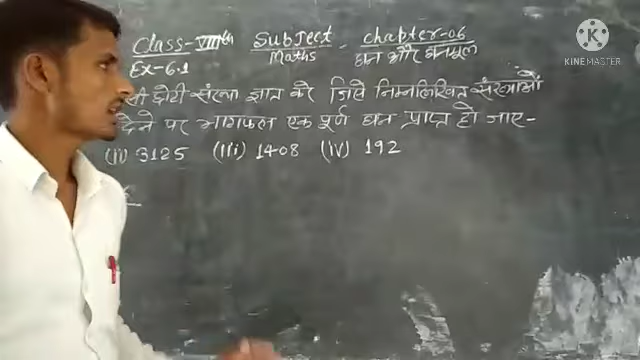 Class-VIIIth Subject Maths chapter-06 घन और घनमूल
Ex-6.1
छोटी संख्या ज्ञात करें जिसे निम्नलिखित संख्याओं
देने पर भागफल एक पूर्ण घन प्राप्त हो जाए-
(ii) 3125 (iii) 1408 (iv) 192
KINEMASTER